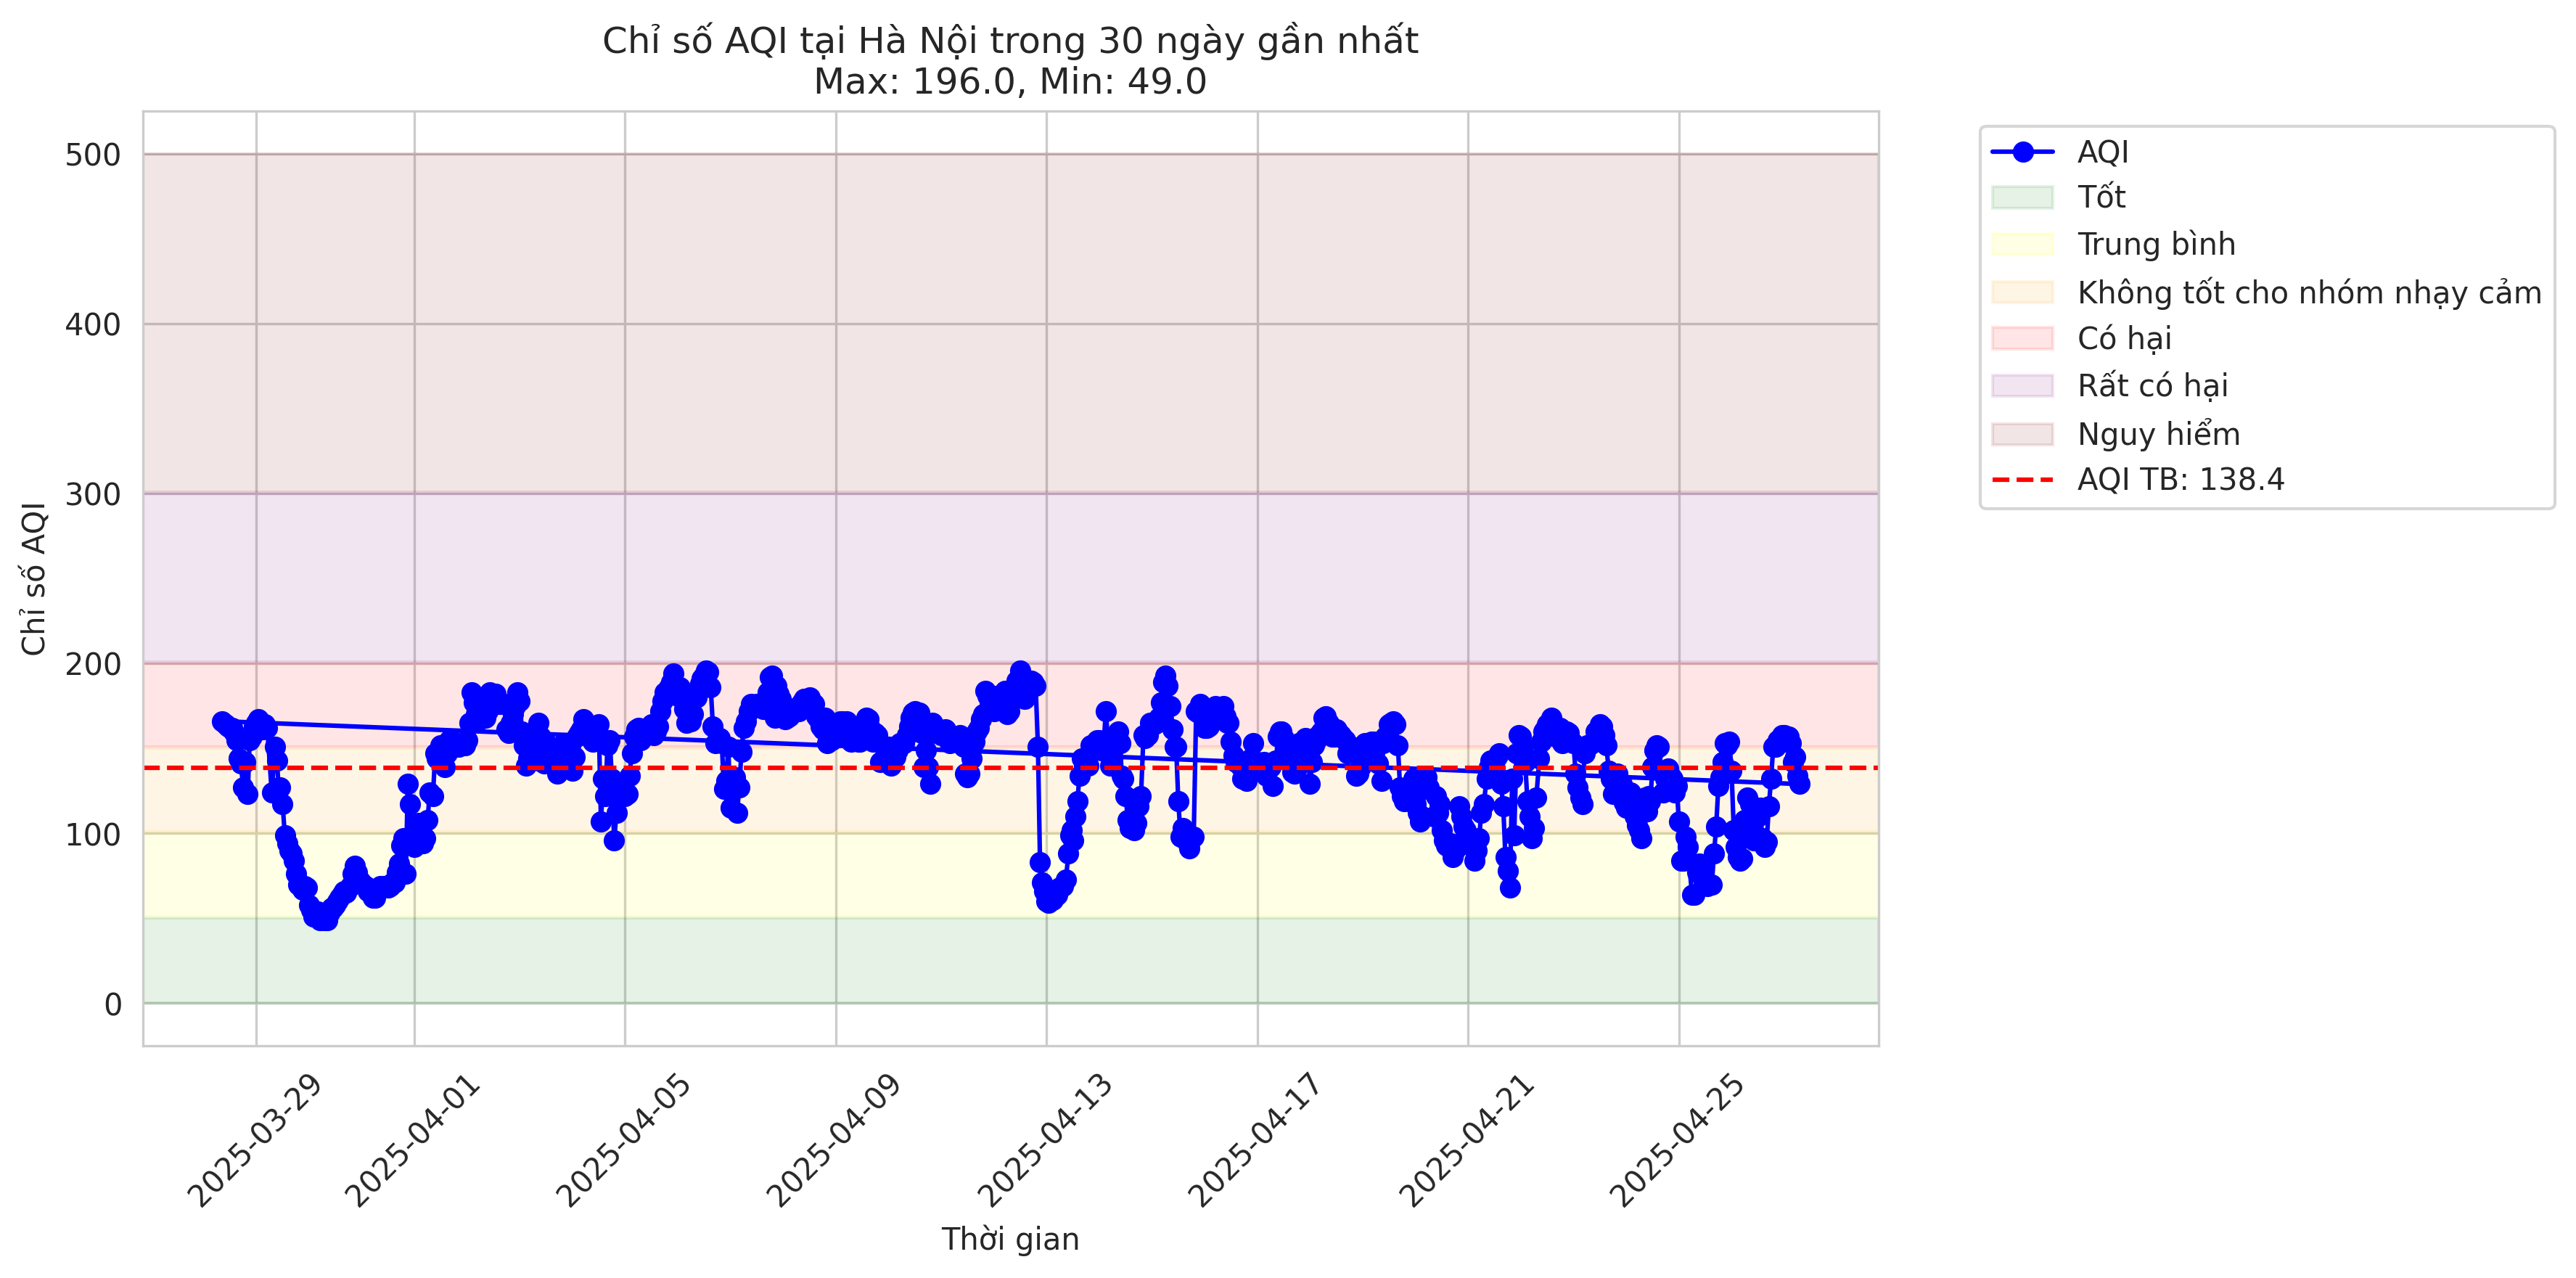 Chỉ số AQI tại Hà Nội trong 30 ngày gần nhất
Max: 196.0, Min: 49.0
Chỉ số AQI
500
400
300
200
100
0
2025-03-29
2025-04-01
2025-04-05
2025-04-09
2025-04-13
2025-04-17
2025-04-21
2025-04-25
Thời gian
AQI
Tốt
Trung bình
Không tốt cho nhóm nhạy cảm
Có hại
Rất có hại
Nguy hiểm
AQI TB: 138.4